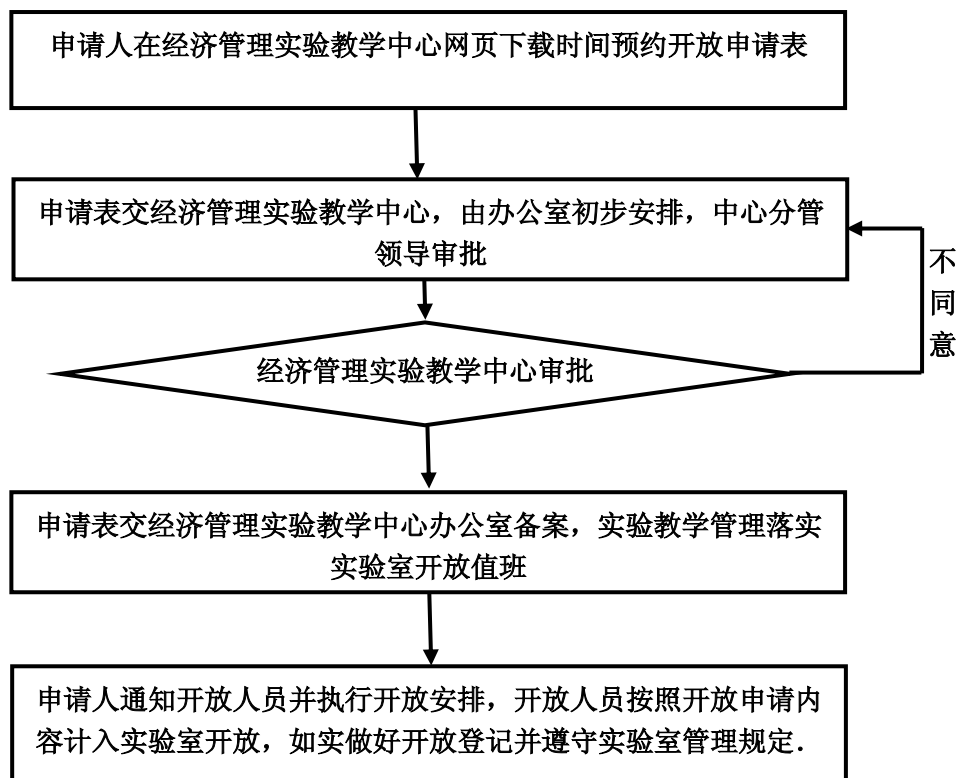 申请人在经济管理实验教学中心网页下载时间预约开放申请表
申请表交经济管理实验教学中心，由办公室初步安排，中心分管
领导审批
不
同
意
经济管理实验教学中心审批
申请表交经济管理实验教学中心办公室备案，实验教学管理落实
实验室开放值班
申请人通知开放人员并执行开放安排，开放人员按照开放申请内
容计入实验室开放，如实做好开放登记并遵守实验室管理规定.